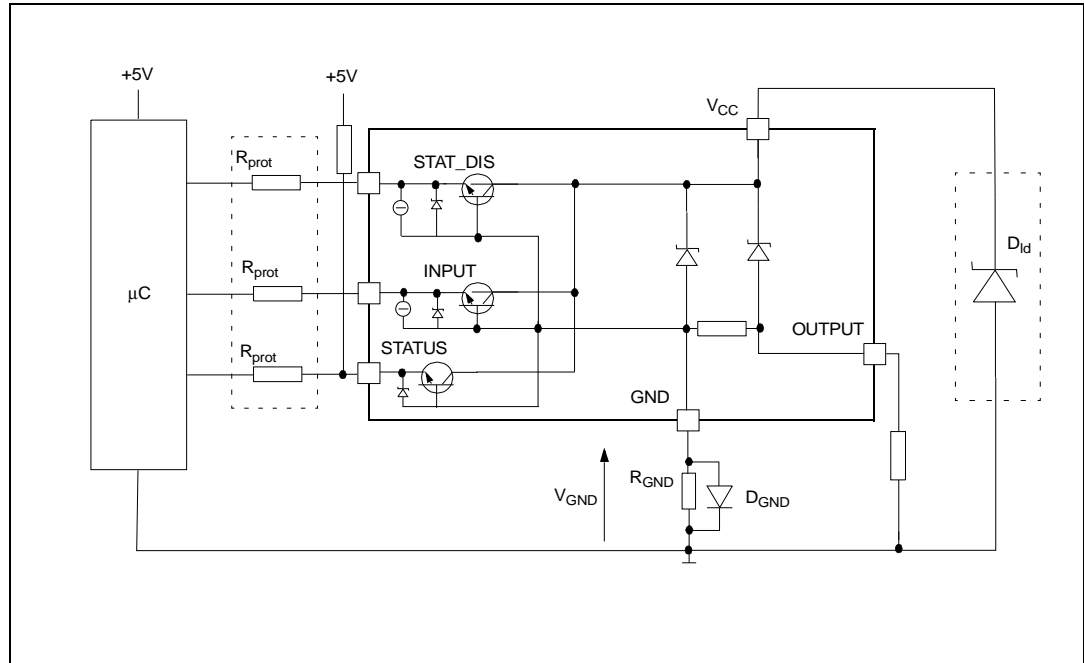 +5V
+5V
VCC
Rprot
STAT_DIS
Dld
Rprot
INPUT
μC
OUTPUT
Rprot
STATUS
GND
RGND
VGND
DGND